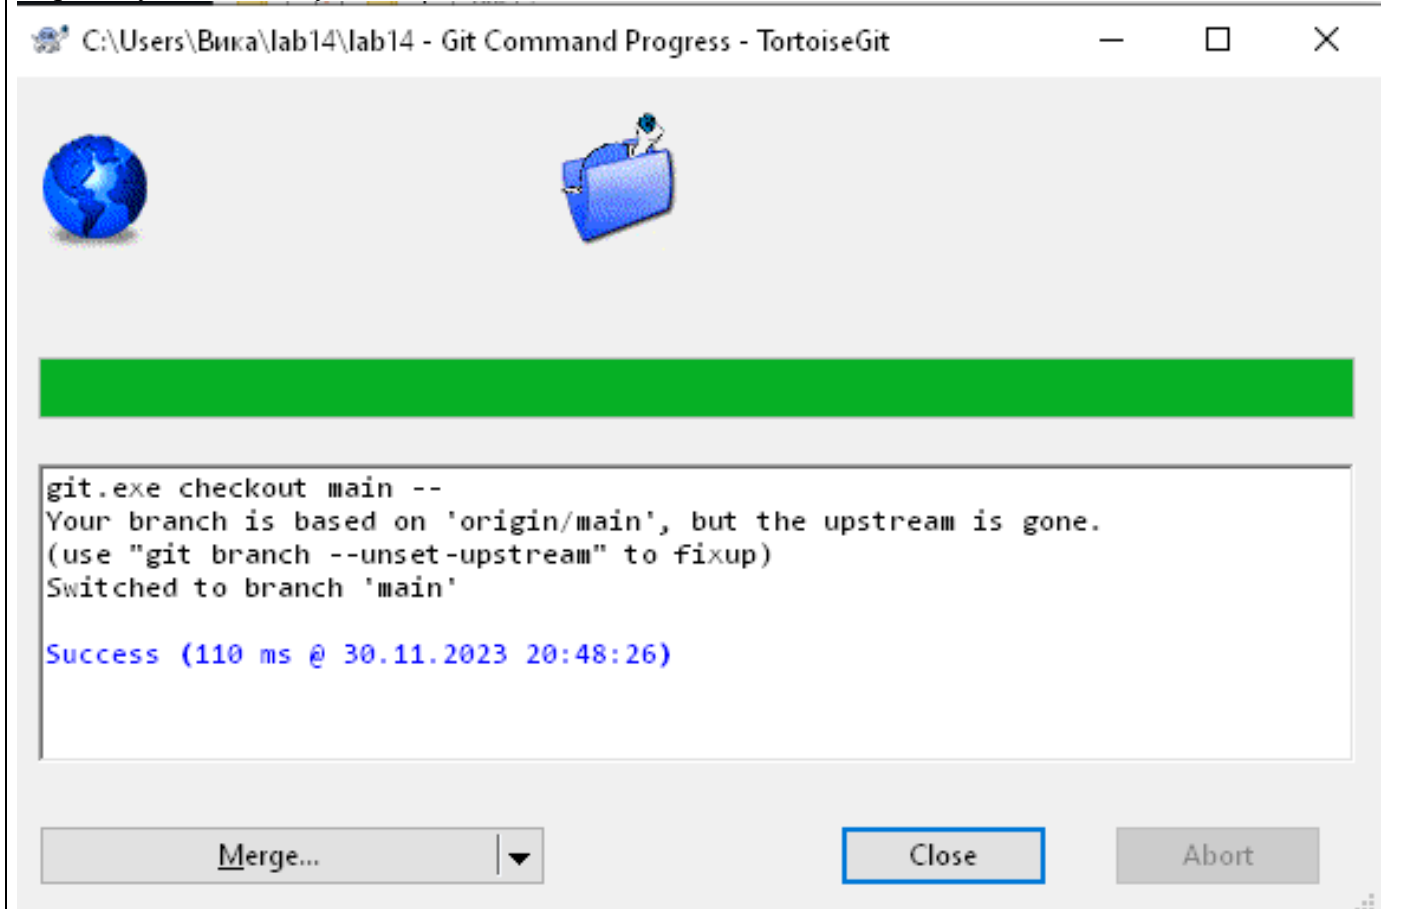 C:\Users\Вика\lab14\lab14 - Git Command Progress - TortoiseGit
git.exe checkout main --
Your branch is based on 'origin/main', but the upstream is gone.
(use "git branch --unset-upstream" to fixup)
Switched to branch 'main'
Success (110 ms @ 30.11.2023 20:48:26)
Merge...
Close
Abort